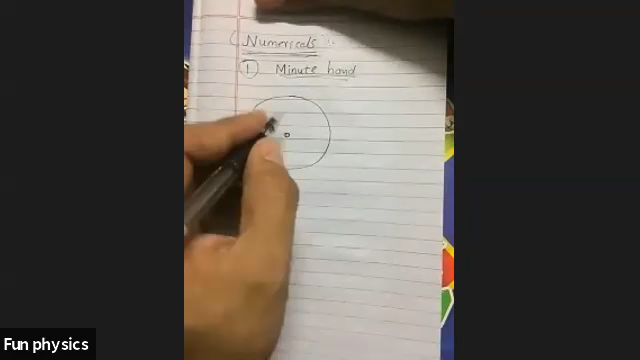 Numericals :-
① Minute hand
Fun physics